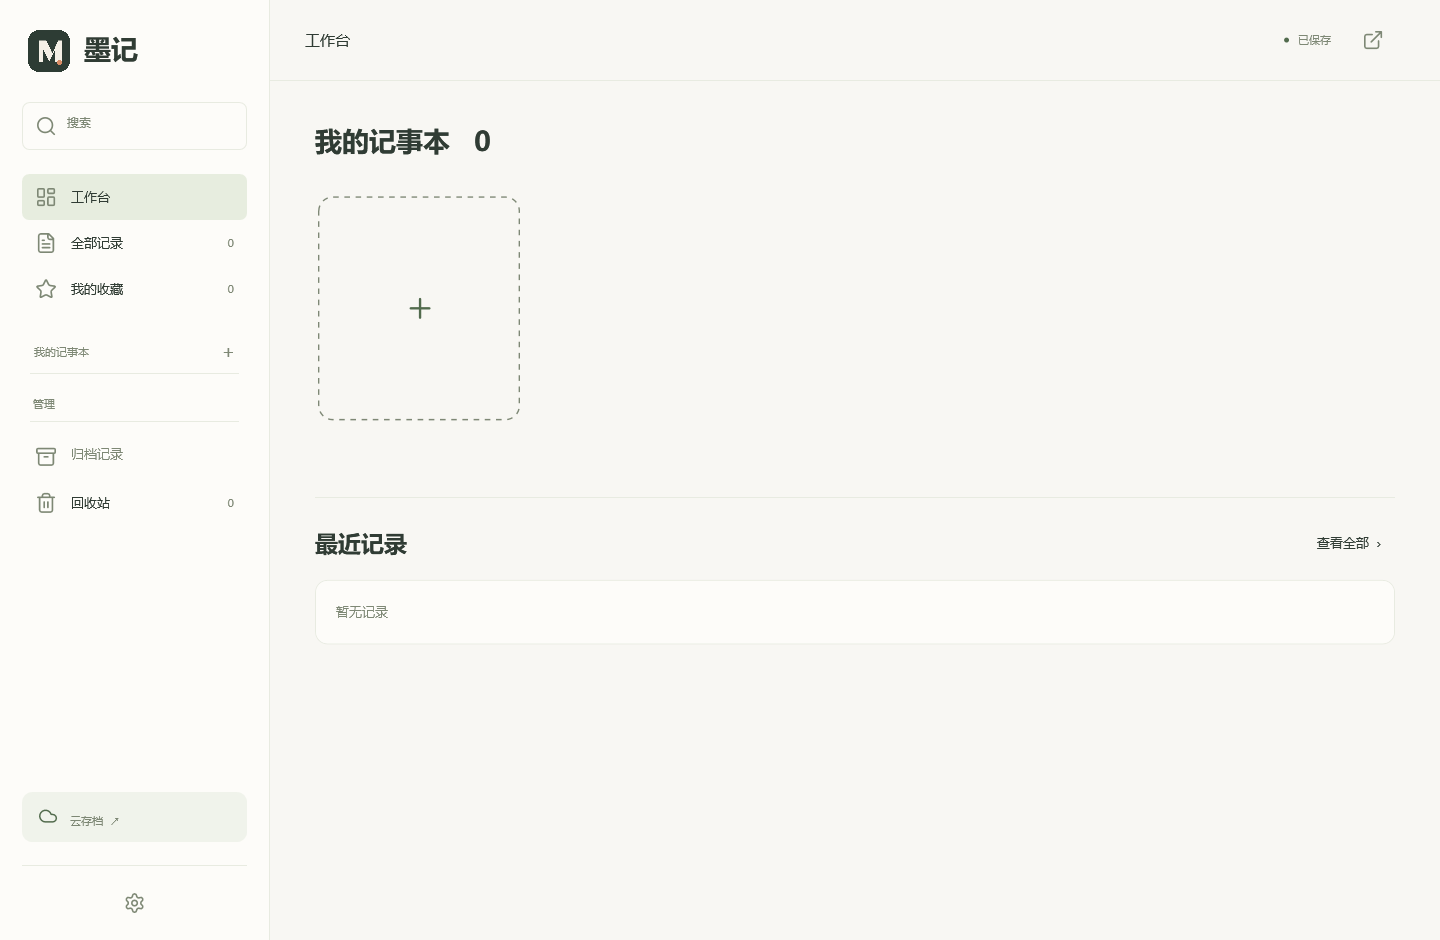 M 墨记
搜索
工作台
全部记录 0
我的收藏 0
我的记事本 +
管理
归档记录
回收站 0
云存档 ↗
工作台
已保存
我的记事本 0
+
最近记录
查看全部 ›
暂无记录